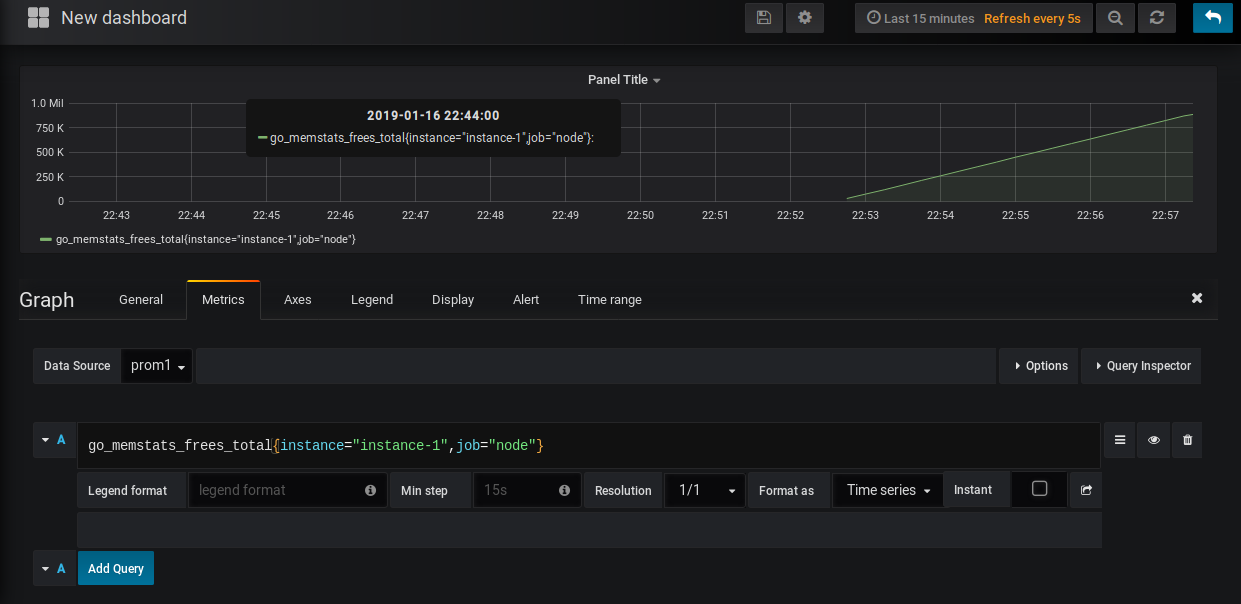 New dashboard
Last 15 minutes Refresh every 5s
Panel Title
1.0 Mil
750 K
500 K
250 K
0
2019-01-16 22:44:00
go_memstats_frees_total{instance="instance-1",job="node"}:
22:43 22:44 22:45 22:46 22:47 22:48 22:49 22:50 22:51 22:52 22:53 22:54 22:55 22:56 22:57
go_memstats_frees_total{instance="instance-1",job="node"}
Graph General Metrics Axes Legend Display Alert Time range
Data Source prom1 Options Query Inspector
A go_memstats_frees_total{instance="instance-1",job="node"}
Legend format legend format Min step 15s Resolution 1/1 Format as Time series Instant
A Add Query